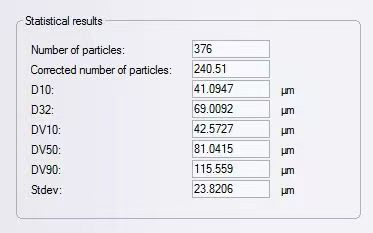 Statistical results
Number of particles: 376
Corrected number of particles: 240.51
D10: 41.0947 µm
D32: 69.0092 µm
DV10: 42.5727 µm
DV50: 81.0415 µm
DV90: 115.559 µm
Stdev: 23.8206 µm